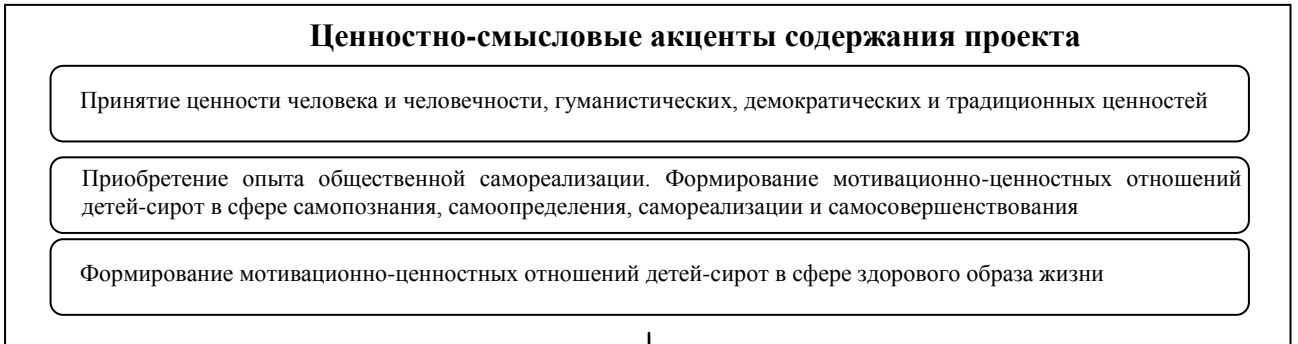 Ценностно-смысловые акценты содержания проекта
Принятие ценности человека и человечности, гуманистических, демократических и традиционных ценностей
Приобретение опыта общественной самореализации. Формирование мотивационно-ценностных отношений
детей-сирот в сфере самопознания, самоопределения, самореализации и самосовершенствования
Формирование мотивационно-ценностных отношений детей-сирот в сфере здорового образа жизни